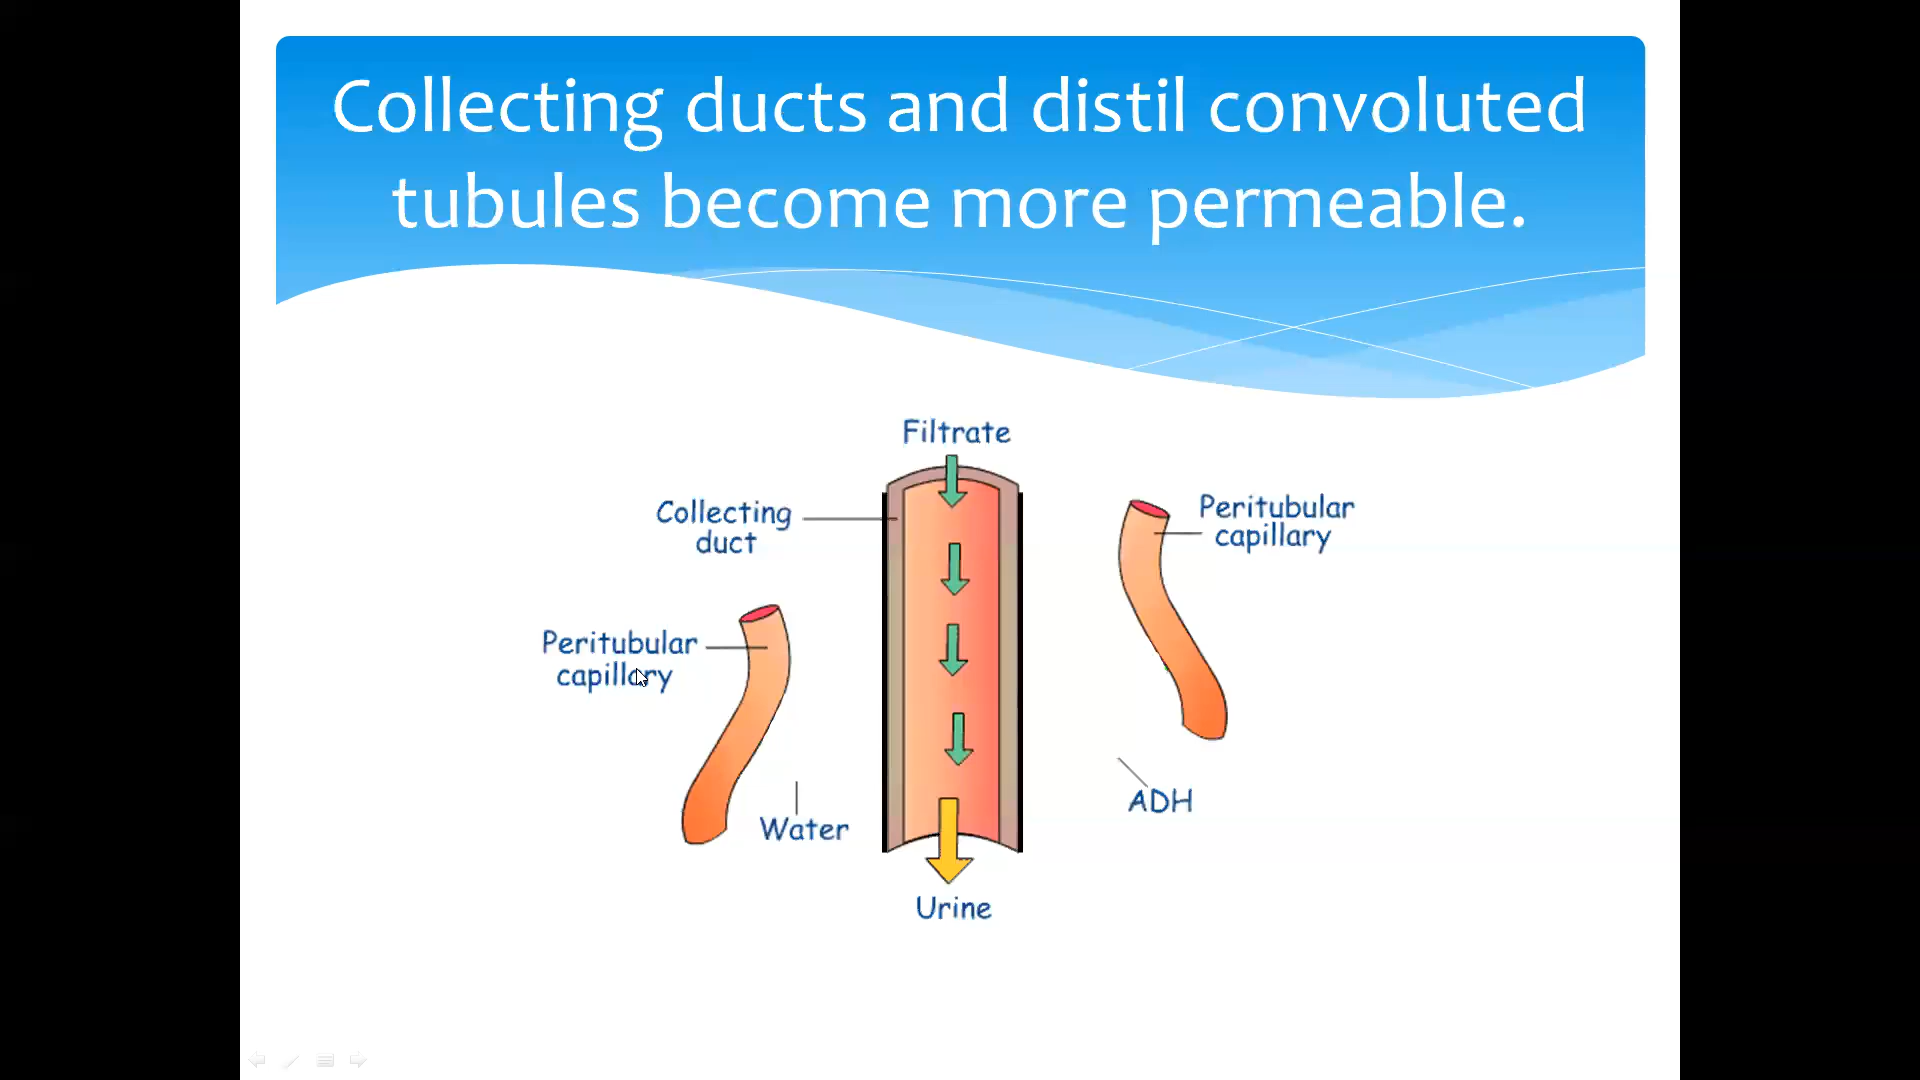 Collecting ducts and distil convoluted
tubules become more permeable.
Filtrate
Collecting
duct
Peritubular
capillary
Peritubular
capillary
Water
ADH
Urine